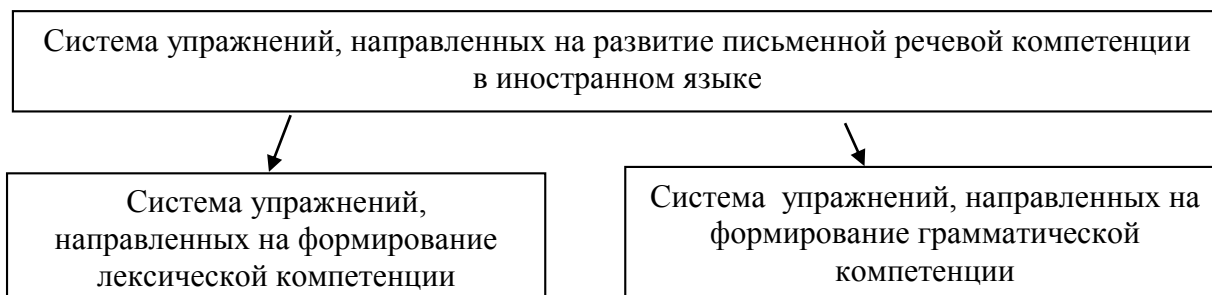 Система упражнений, направленных на развитие письменной речевой компетенции
в иностранном языке
Система упражнений,
направленных на формирование
лексической компетенции
Система упражнений, направленных на
формирование грамматической
компетенции